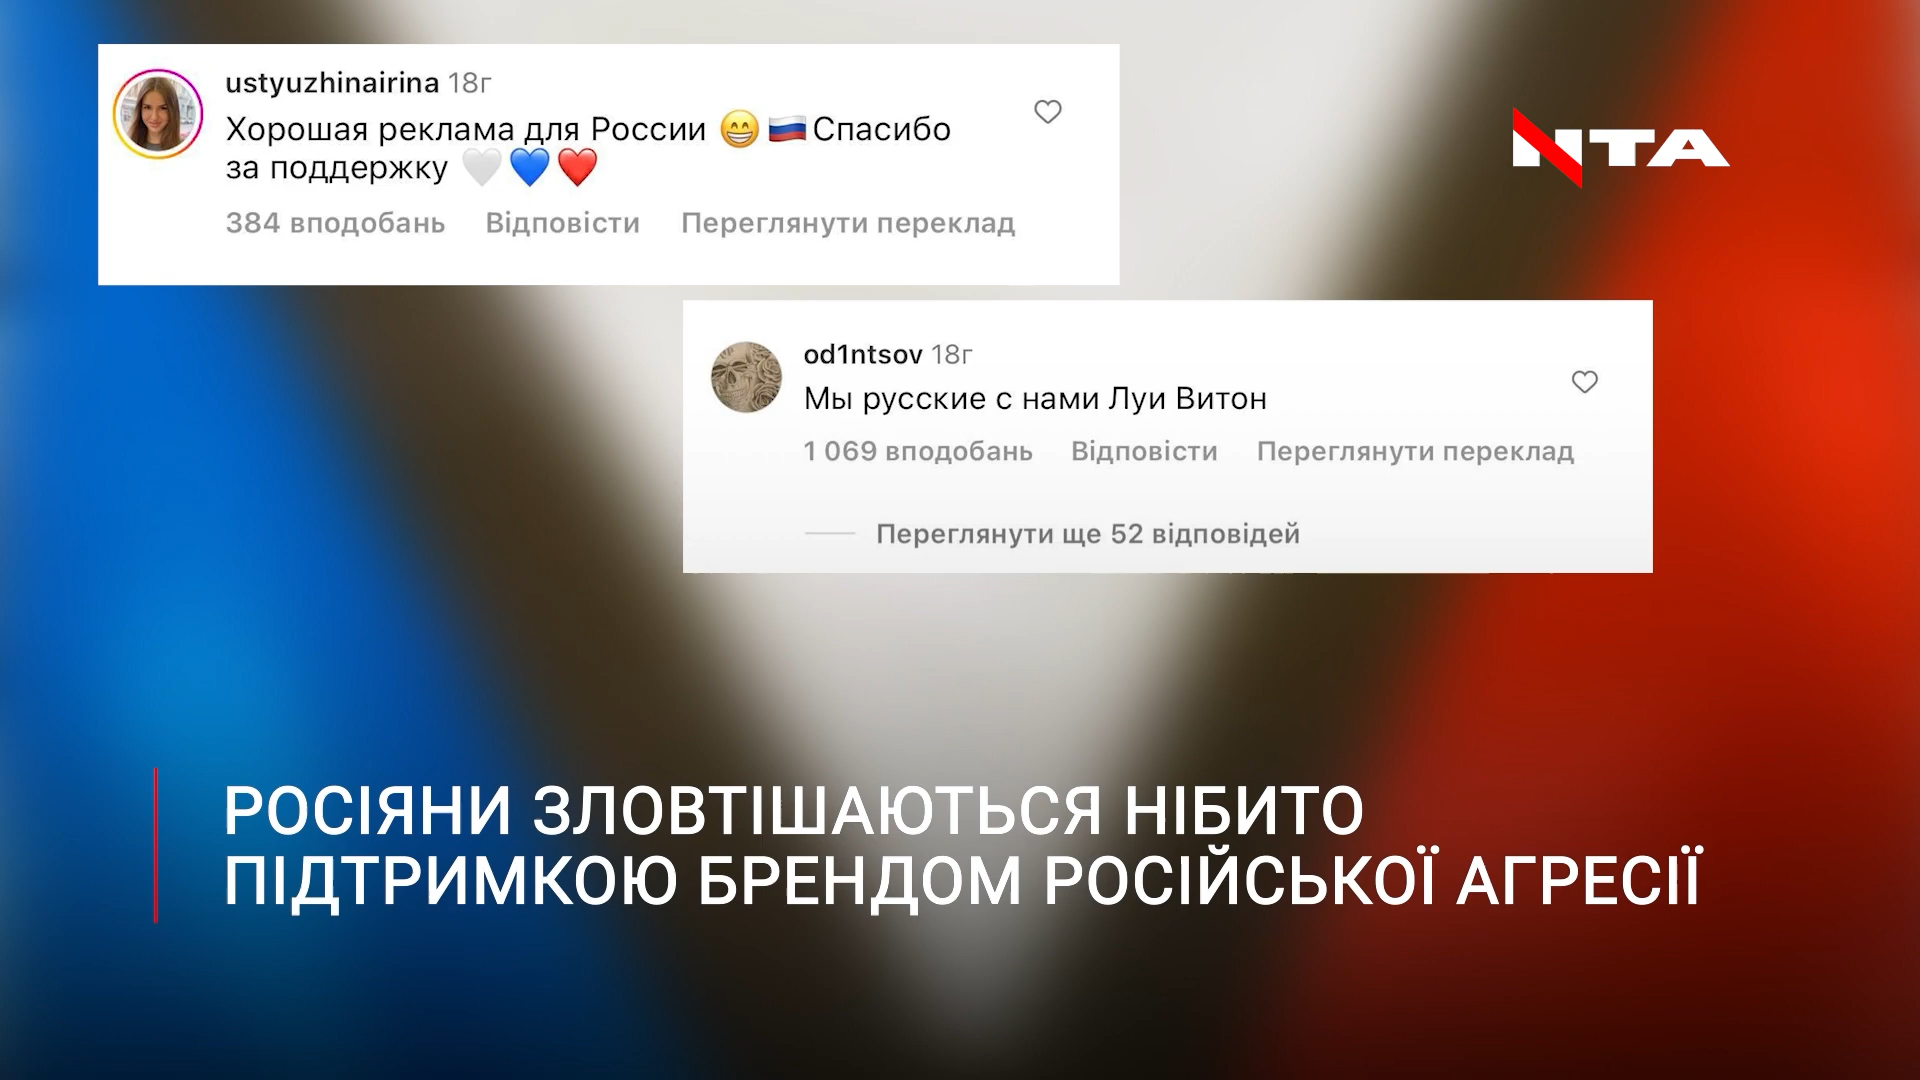 ustyuzhinairina 18г
Хорошая реклама для России 😁🇷🇺Спасибо
за поддержку 🤍💙❤️
384 вподобань Відповісти Переглянути переклад
NTA
od1ntsov 18г
Мы русские с нами Луи Витон
1 069 вподобань Відповісти Переглянути переклад
Переглянути ще 52 відповідей
РОСІЯНИ ЗЛОВТІШАЮТЬСЯ НІБИТО
ПІДТРИМКОЮ БРЕНДОМ РОСІЙСЬКОЇ АГРЕСІЇ